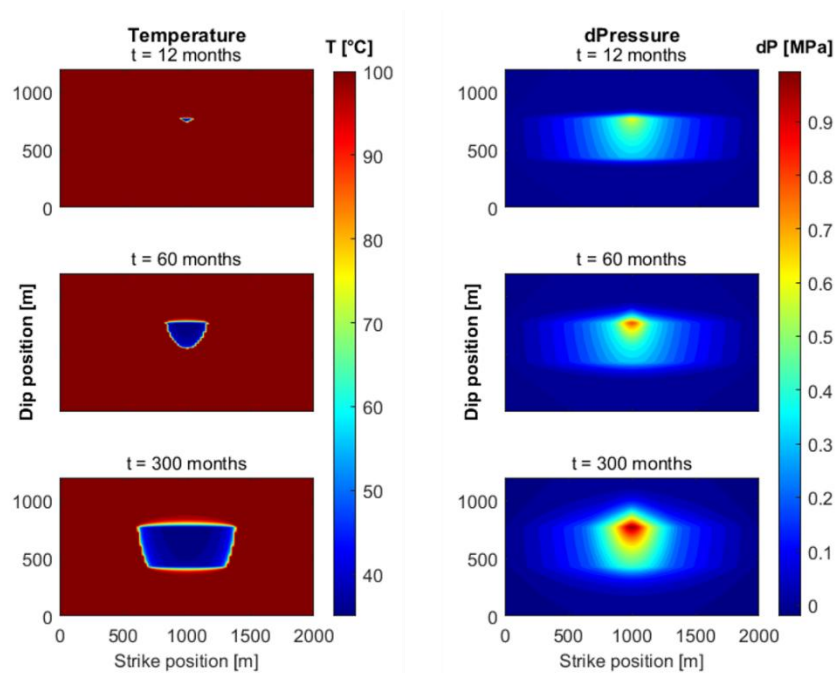 Temperature
t = 12 months
T [°C]
1000
500
0
t = 60 months
t = 300 months
1000
500
0
0 500 1000 1500 2000
Strike position [m]
Dip position [m]
100
90
80
70
60
50
40
dPressure
t = 12 months
dP [MPa]
1000
500
0
t = 60 months
t = 300 months
1000
500
0
0 500 1000 1500 2000
Strike position [m]
Dip position [m]
0.9
0.8
0.7
0.6
0.5
0.4
0.3
0.2
0.1
0